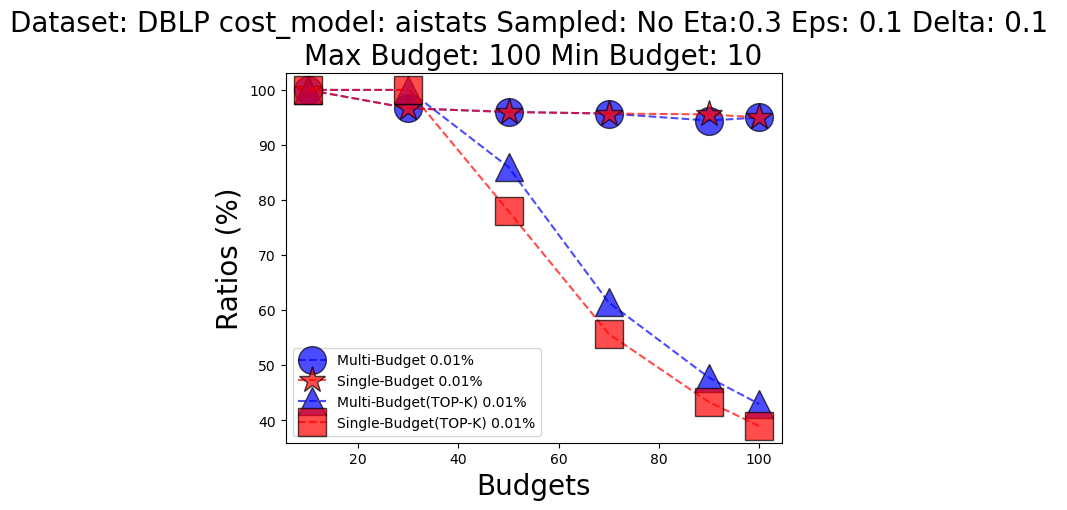 Dataset: DBLP cost_model: aistats Sampled: No Eta:0.3 Eps: 0.1 Delta: 0.1
Max Budget: 100 Min Budget: 10
Ratios (%)
100
90
80
70
60
50
40
Multi-Budget 0.01%
Single-Budget 0.01%
Multi-Budget(TOP-K) 0.01%
Single-Budget(TOP-K) 0.01%
20 40 60 80 100
Budgets